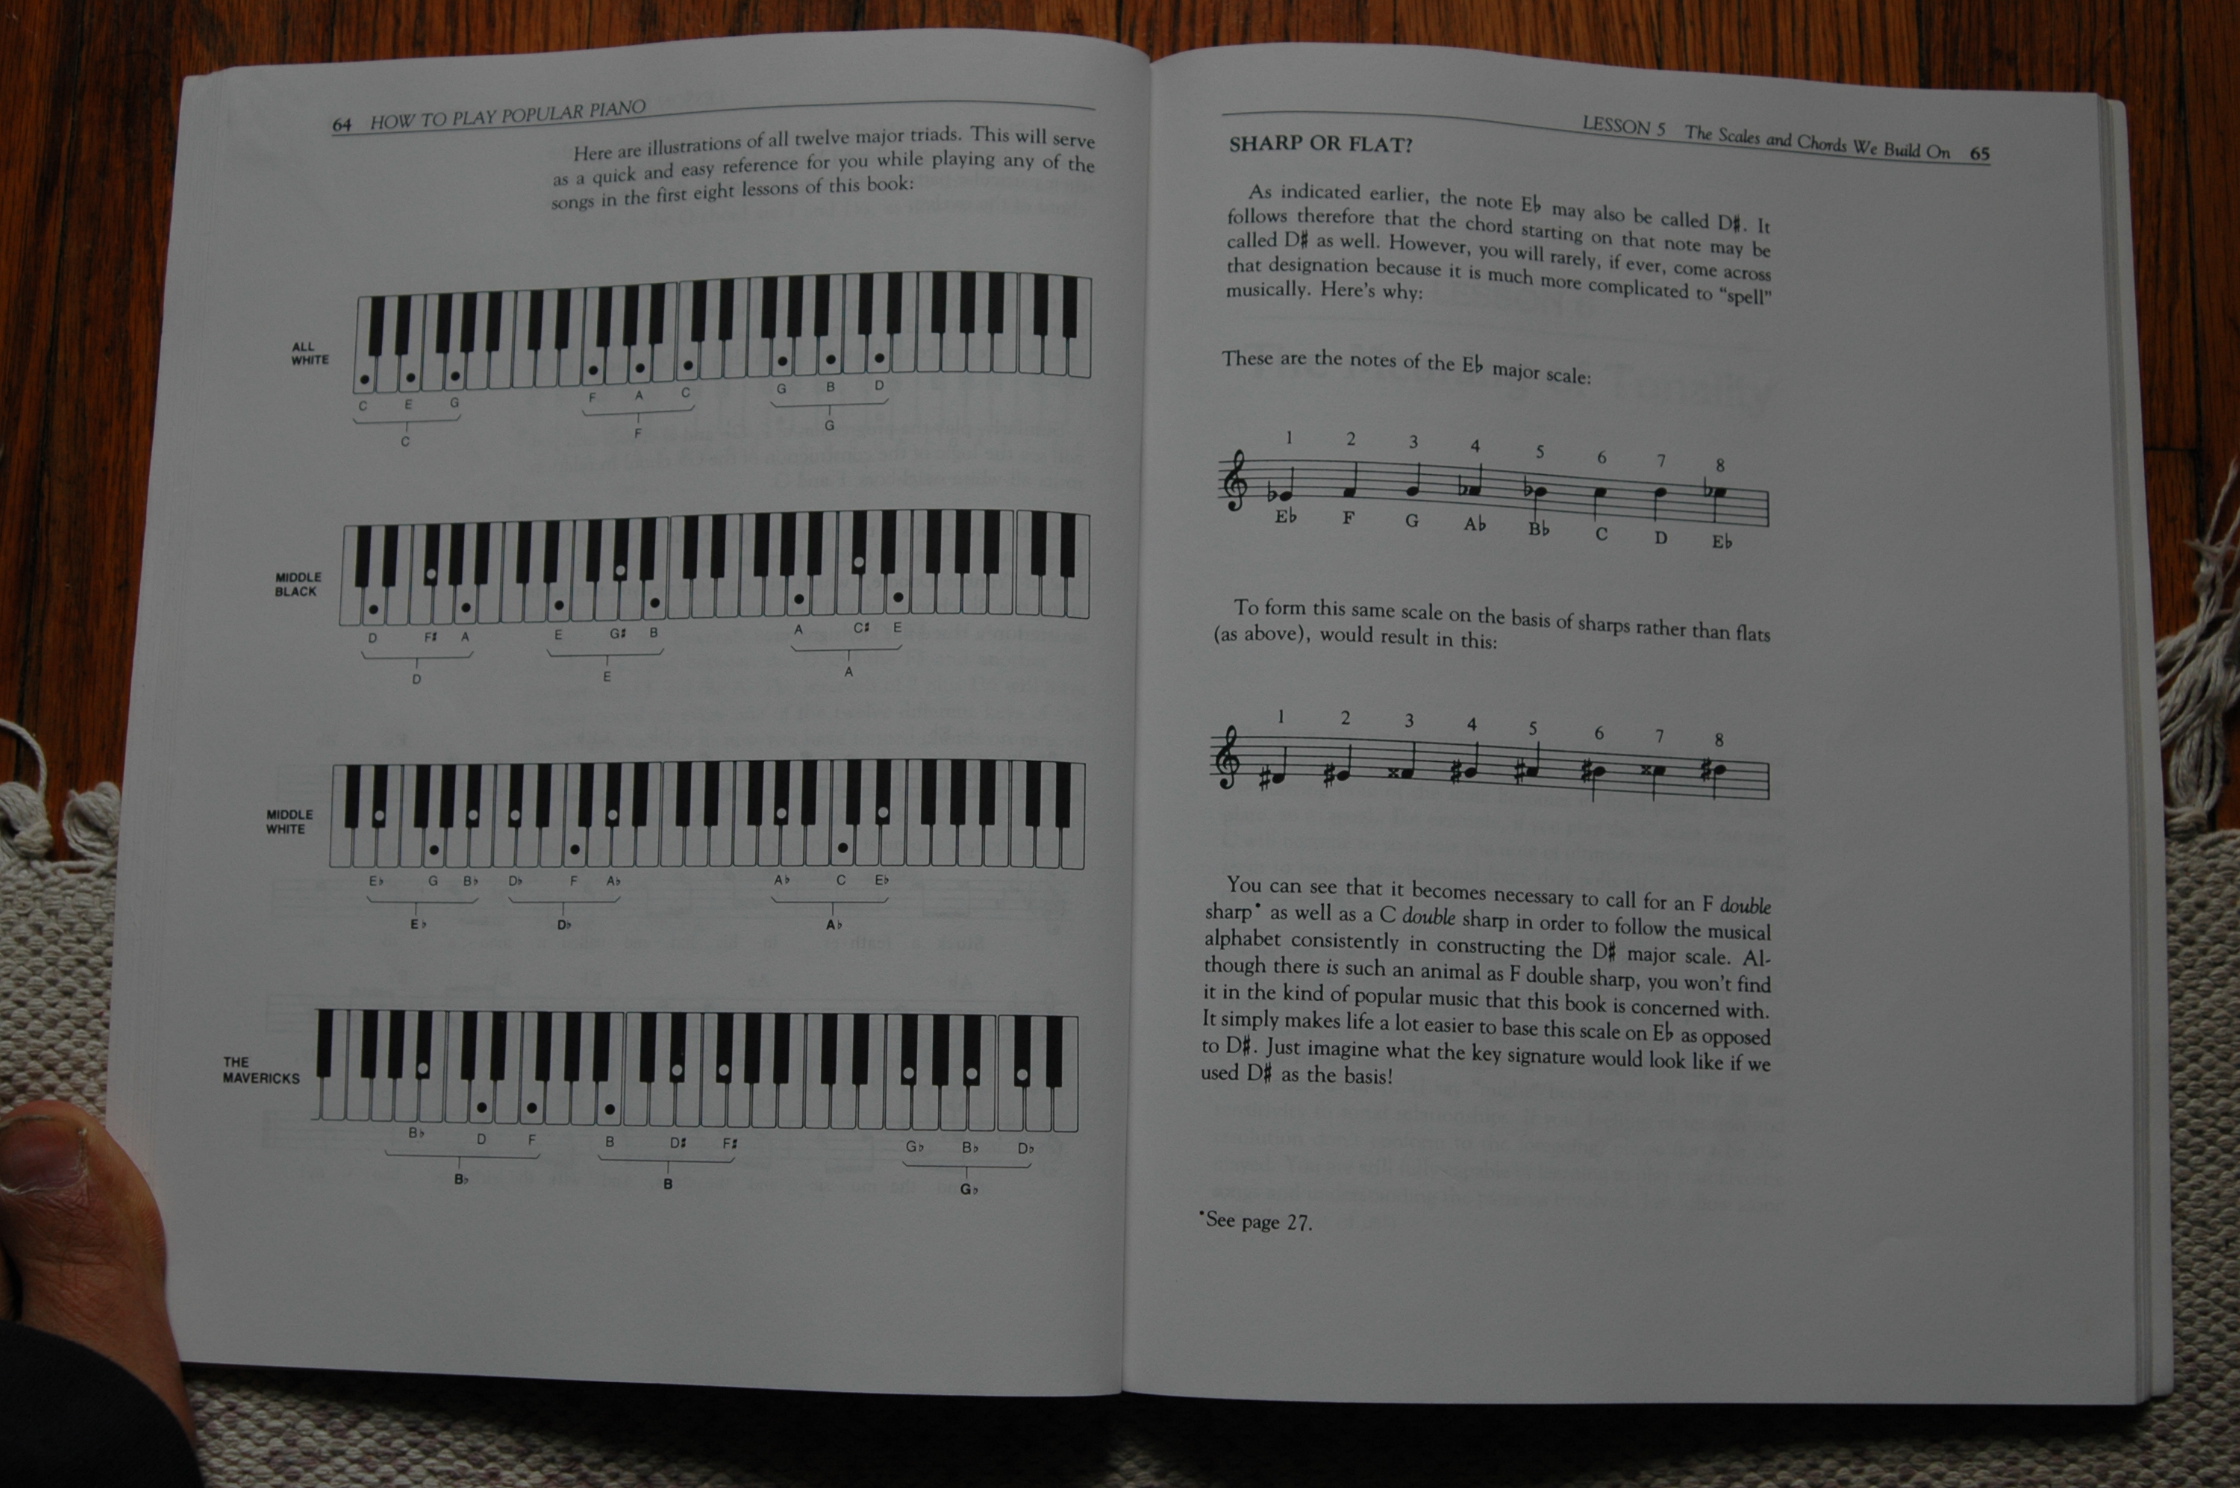 64 HOW TO PLAY POPULAR PIANO
Here are illustrations of all twelve major triads. This will serve
as a quick and easy reference for you while playing any of the
songs in the first eight lessons of this book:
ALL
WHITE
C E G F A C G B D
C F G
MIDDLE
BLACK
D F♯ A E G♯ B A C♯ E
D E A
MIDDLE
WHITE
E♭ G B♭ D♭ F A♭ A♭ C E♭
E♭ D♭ A♭
THE
MAVERICKS
B♭ D F B D♯ F♯ G♭ B♭ D♭
B♭ B G♭
LESSON 5 The Scales and Chords We Build On 65
SHARP OR FLAT?
As indicated earlier, the note E♭ may also be called D♯. It
follows therefore that the chord starting on that note may be
called D♯ as well. However, you will rarely, if ever, come across
that designation because it is much more complicated to “spell”
musically. Here's why:
These are the notes of the E♭ major scale:
1 2 3 4 5 6 7 8
E♭ F G A♭ B♭ C D E♭
To form this same scale on the basis of sharps rather than flats
(as above), would result in this:
1 2 3 4 5 6 7 8
You can see that it becomes necessary to call for an F double
sharp* as well as a C double sharp in order to follow the musical
alphabet consistently in constructing the D♯ major scale. Al-
though there is such an animal as F double sharp, you won't find
it in the kind of popular music that this book is concerned with.
It simply makes life a lot easier to base this scale on E♭ as opposed
to D♯. Just imagine what the key signature would look like if we
used D♯ as the basis!
*See page 27.